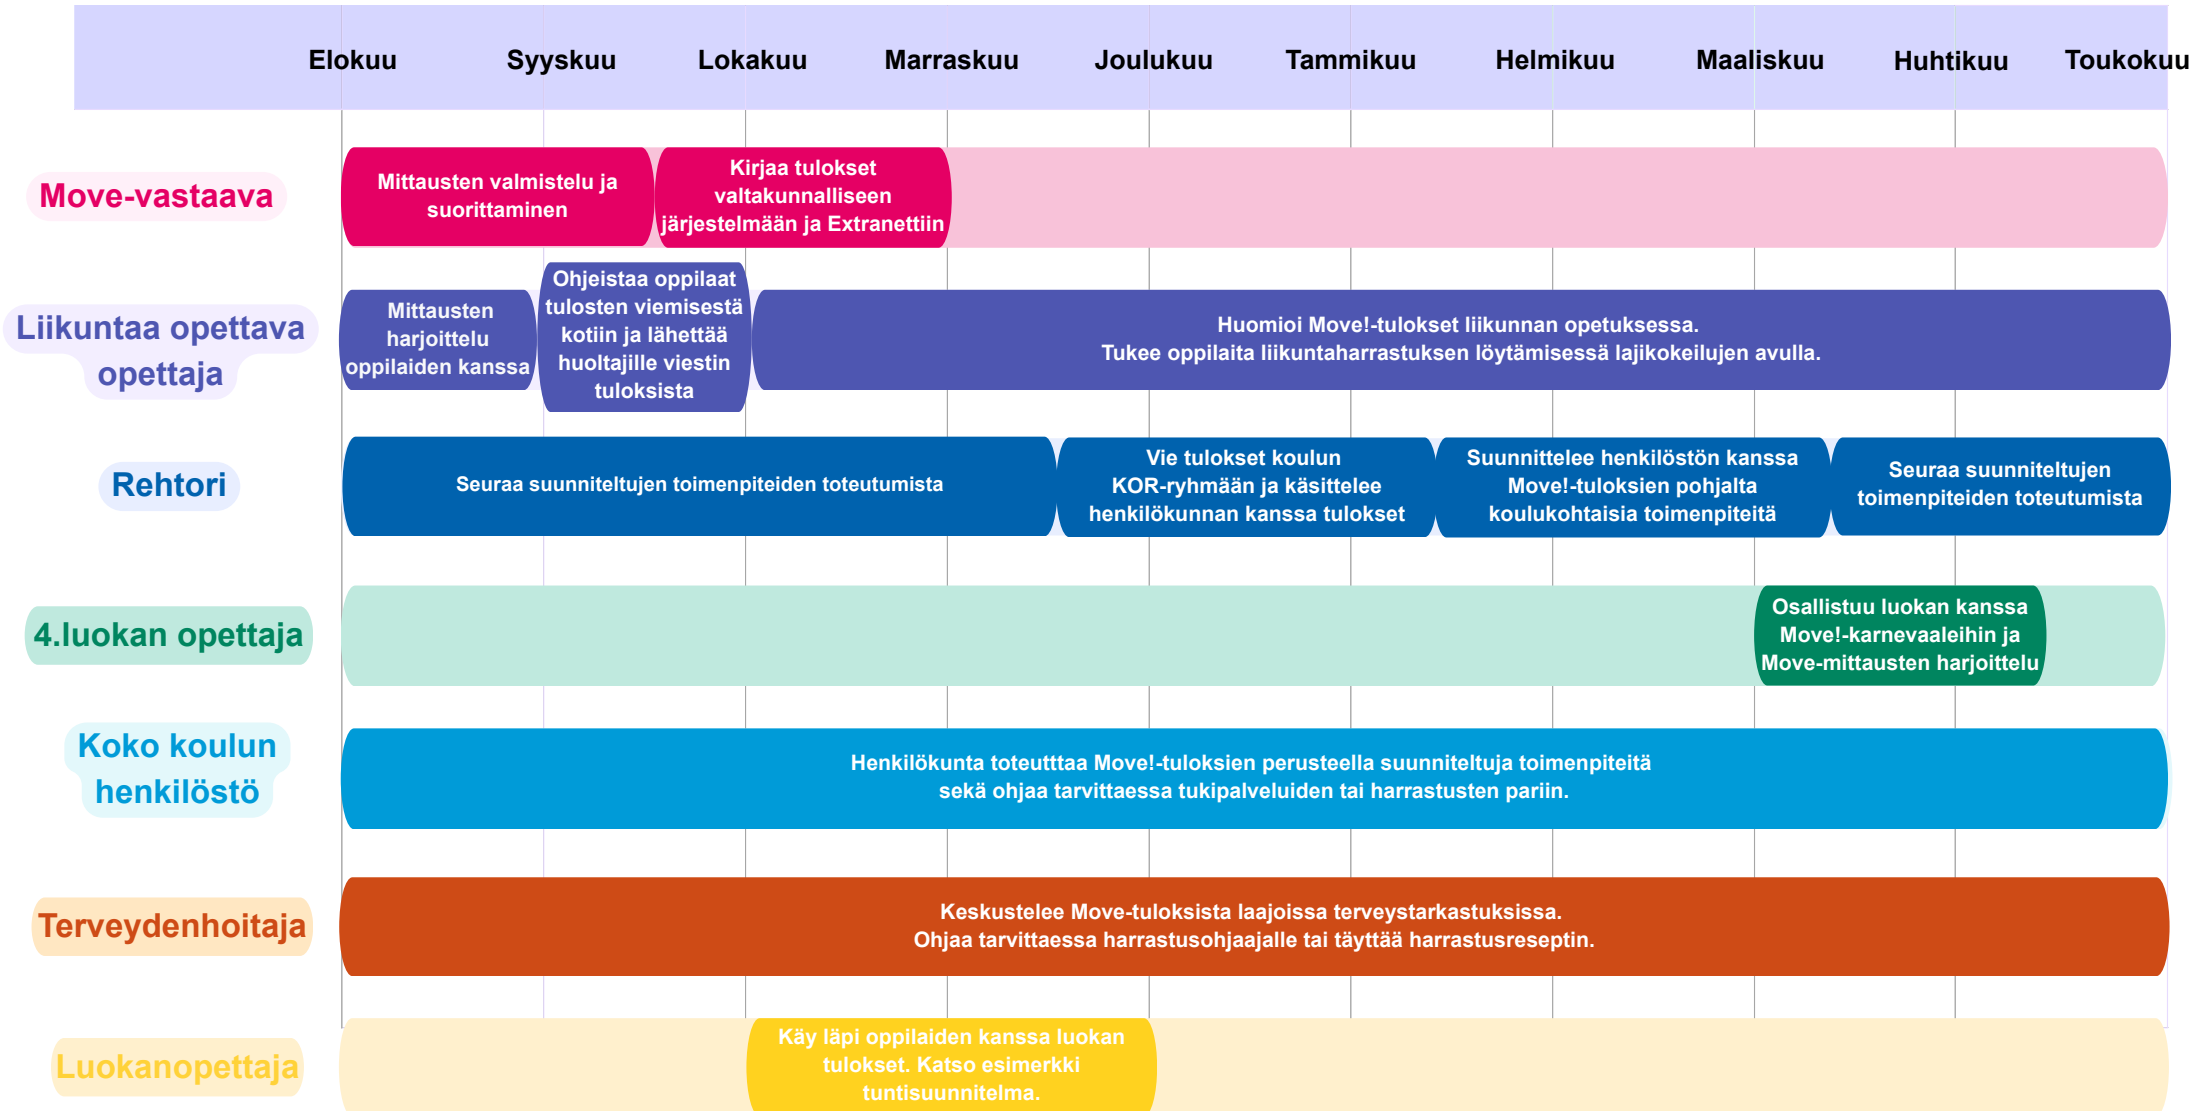 Elokuu Syyskuu Lokakuu Marraskuu Joulukuu Tammikuu Helmikuu Maaliskuu Huhtikuu Toukokuu
Move-vastaava
Mittausten valmistelu ja
suorittaminen
Kirjaa tulokset
valtakunnalliseen
järjestelmään ja Extranettiin
Liikuntaa opettava
opettaja
Mittausten
harjoittelu
oppilaiden kanssa
Ohjeistaa oppilaat
tulosten viemisestä
kotiin ja lähettää
huoltajille viestin
tuloksista
Huomioi Move!-tulokset liikunnan opetuksessa.
Tukee oppilaita liikuntaharrastuksen löytämisessä lajikokeilujen avulla.
Rehtori
Seuraa suunniteltujen toimenpiteiden toteutumista
Vie tulokset koulun
KOR-ryhmään ja käsittelee
henkilökunnan kanssa tulokset
Suunnittelee henkilöstön kanssa
Move!-tuloksien pohjalta
koulukohtaisia toimenpiteitä
Seuraa suunniteltujen
toimenpiteiden toteutumista
4.luokan opettaja
Osallistuu luokan kanssa
Move!-karnevaaleihin ja
Move-mittausten harjoittelu
Koko koulun
henkilöstö
Henkilökunta toteutttaa Move!-tuloksien perusteella suunniteltuja toimenpiteitä
sekä ohjaa tarvittaessa tukipalveluiden tai harrastusten pariin.
Terveydenhoitaja
Keskustelee Move-tuloksista laajoissa terveystarkastuksissa.
Ohjaa tarvittaessa harrastusohjaajalle tai täyttää harrastusreseptin.
Luokanopettaja
Käy läpi oppilaiden kanssa luokan
tulokset. Katso esimerkki
tuntisuunnitelma.